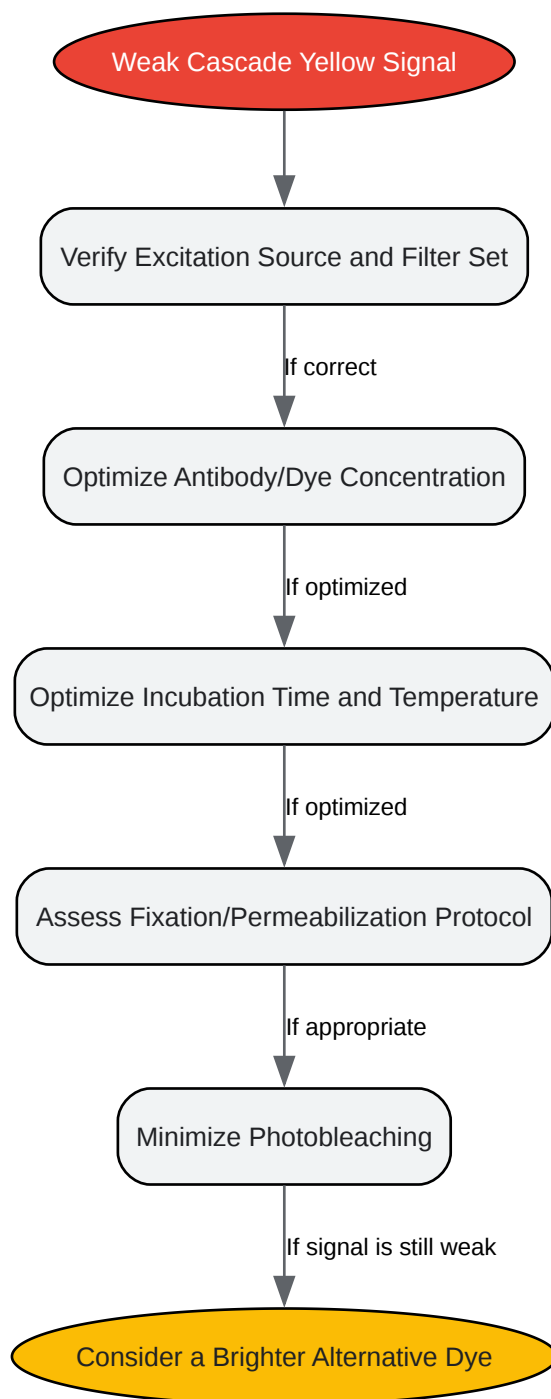 Weak Cascade Yellow Signal
Verify Excitation Source and Filter Set
If correct
Optimize Antibody/Dye Concentration
If optimized
Optimize Incubation Time and Temperature
If optimized
Assess Fixation/Permeabilization Protocol
If appropriate
Minimize Photobleaching
If signal is still weak
Consider a Brighter Alternative Dye